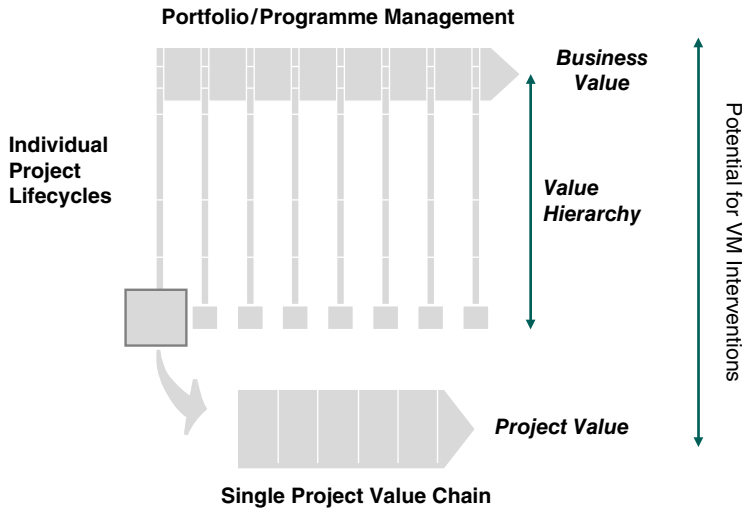 Portfolio/Programme Management
Business
Value
Individual
Project
Lifecycles
Value
Hierarchy
Potential for VM Interventions
Project Value
Single Project Value Chain